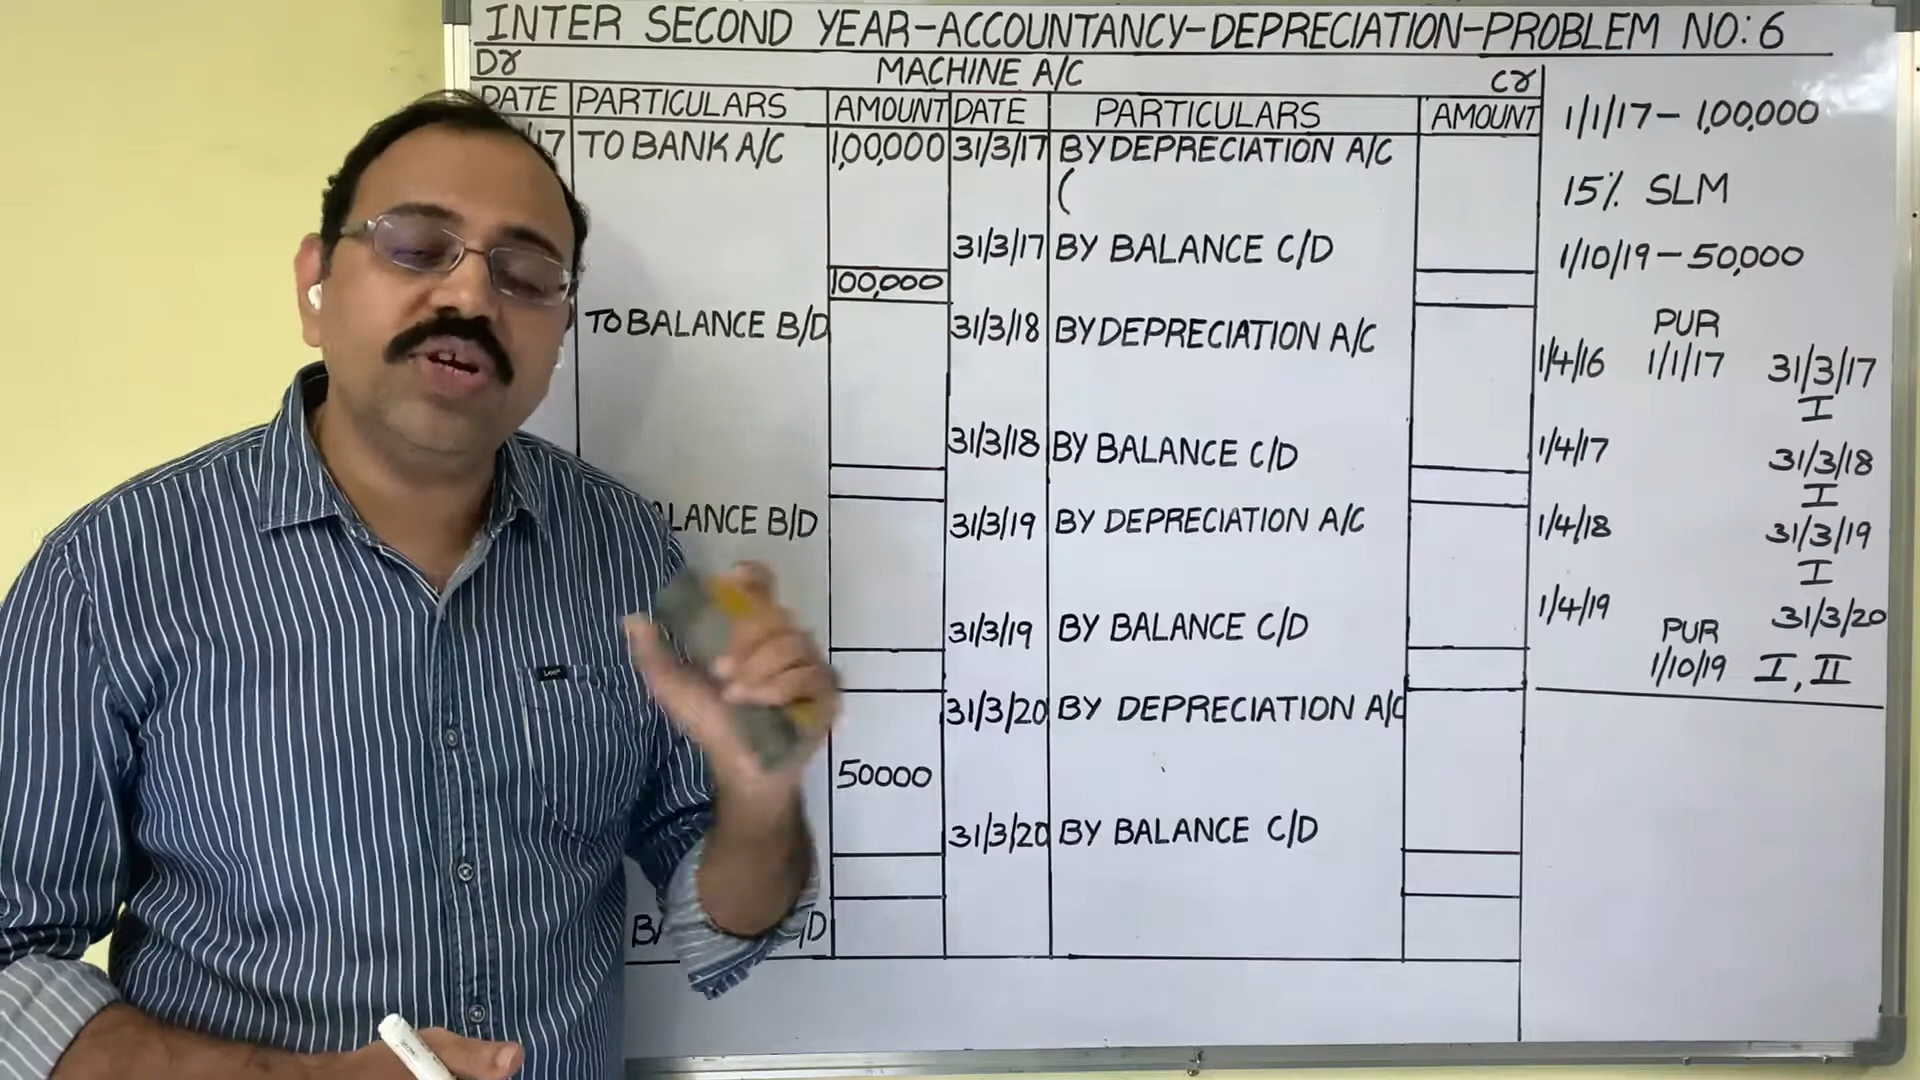 INTER SECOND YEAR-ACCOUNTANCY-DEPRECIATION-PROBLEM NO:6
Dr MACHINE A/C Cr
DATE PARTICULARS AMOUNT DATE PARTICULARS AMOUNT
TO BANK A/C 1,00,000 31/3/17 BY DEPRECIATION A/C
(
31/3/17 BY BALANCE C/D
100,000
TO BALANCE B/D 31/3/18 BY DEPRECIATION A/C
31/3/18 BY BALANCE C/D
B/D 31/3/19 BY DEPRECIATION A/C
31/3/19 BY BALANCE C/D
31/3/20 BY DEPRECIATION A/C
50000
31/3/20 BY BALANCE C/D
1/1/17 - 1,00,000
15% SLM
1/10/19 - 50,000
PUR
1/4/16 1/1/17 31/3/17
I
1/4/17 31/3/18
I
1/4/18 31/3/19
I
1/4/19 31/3/20
PUR
1/10/19 I, II